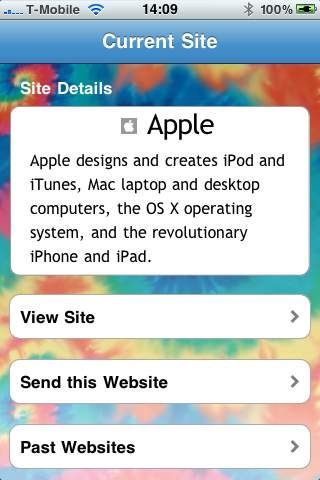 T-Mobile 14:09 100%
Current Site
Site Details
Apple
Apple designs and creates iPod and
iTunes, Mac laptop and desktop
computers, the OS X operating
system, and the revolutionary
iPhone and iPad.
View Site
Send this Website
Past Websites